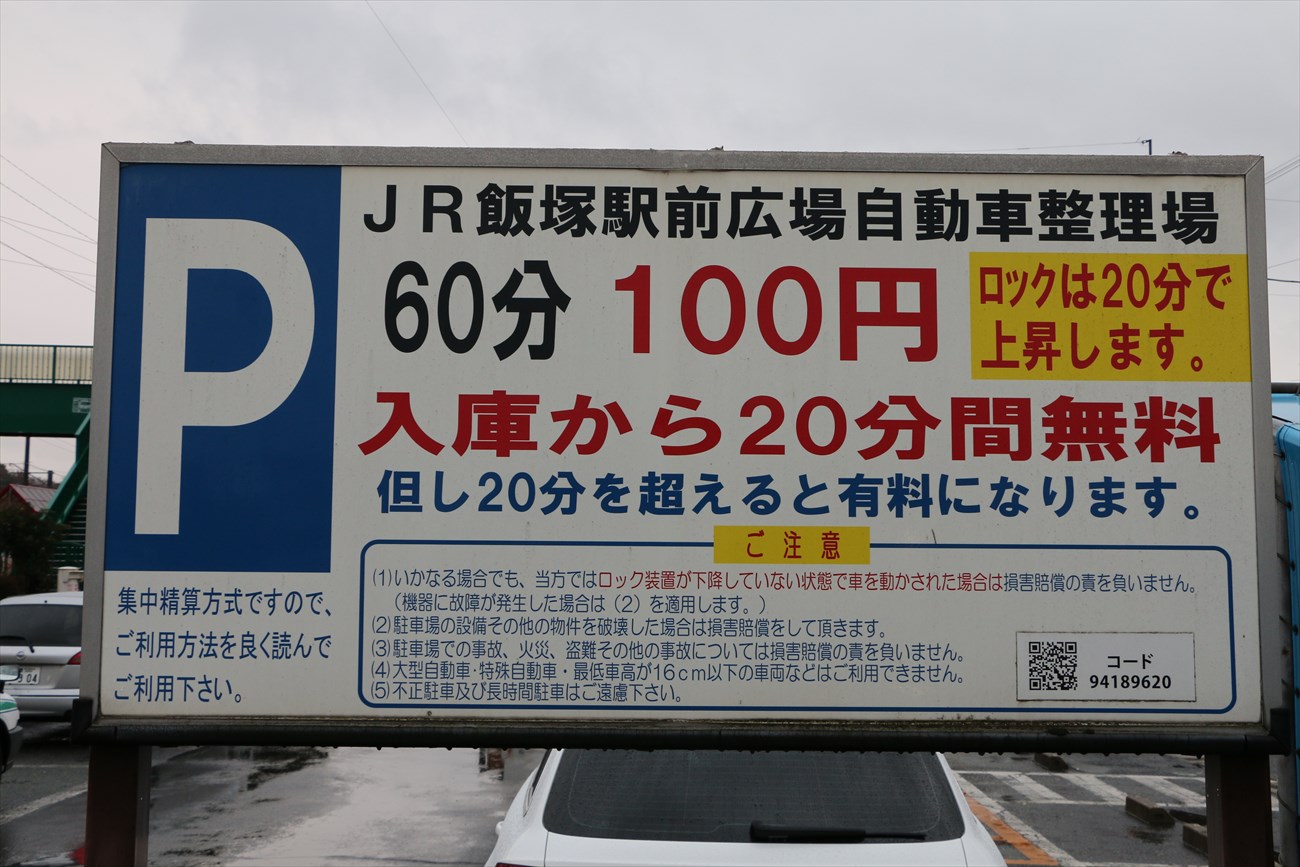 P
JR飯塚駅前広場自動車整理場
60分 100円
ロックは20分で
上昇します。
入庫から20分間無料
但し20分を超えると有料になります。
集中精算方式ですので、
ご利用方法を良く読んで
ご利用下さい。
ご注意
(1)いかなる場合でも、当方ではロック装置が下降していない状態で車を動かされた場合は損害賠償の責を負いません。
(機器に故障が発生した場合は(2)を適用します。)
(2)駐車場の設備その他の物件を破壊した場合は損害賠償をして頂きます。
(3)駐車場での事故、火災、盗難その他の事故については損害賠償の責を負いません。
(4)大型自動車・特殊自動車・最低車高が16cm以下の車両などはご利用できません。
(5)不正駐車及び長時間駐車はご遠慮下さい。
コード
94189620